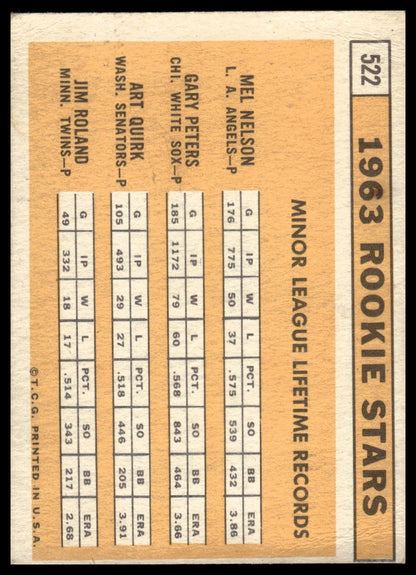 522
1963 ROOKIE STARS
MINOR LEAGUE LIFETIME RECORDS
MEL NELSON
L. A. ANGELS—P
G IP W L PCT. SO BB ERA
176 775 50 37 .575 539 432 3.86
GARY PETERS
CHI. WHITE SOX—P
G IP W L PCT. SO BB ERA
185 1172 79 60 .568 843 464 3.66
ART QUIRK
WASH. SENATORS—P
G IP W L PCT. SO BB ERA
105 493 29 27 .518 446 205 3.91
JIM ROLAND
MINN. TWINS—P
G IP W L PCT. SO BB ERA
49 332 18 17 .514 343 217 2.68
© T.C.G. PRINTED IN U.S.A.